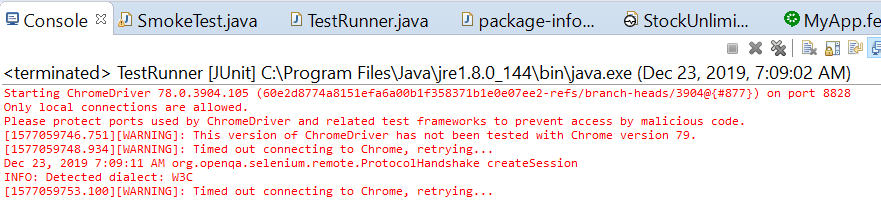 Console SmokeTest.java TestRunner.java package-info... StockUnlimi... MyApp.fe
<terminated> TestRunner [JUnit] C:\Program Files\Java\jre1.8.0_144\bin\java.exe (Dec 23, 2019, 7:09:02 AM)
Starting ChromeDriver 78.0.3904.105 (60e2d8774a8151efa6a00b1f358371b1e0e07ee2-refs/branch-heads/3904@{#877}) on port 8828
Only local connections are allowed.
Please protect ports used by ChromeDriver and related test frameworks to prevent access by malicious code.
[1577059746.751][WARNING]: This version of ChromeDriver has not been tested with Chrome version 79.
[1577059748.934][WARNING]: Timed out connecting to Chrome, retrying...
Dec 23, 2019 7:09:11 AM org.openqa.selenium.remote.ProtocolHandshake createSession
INFO: Detected dialect: W3C
[1577059753.100][WARNING]: Timed out connecting to Chrome, retrying...